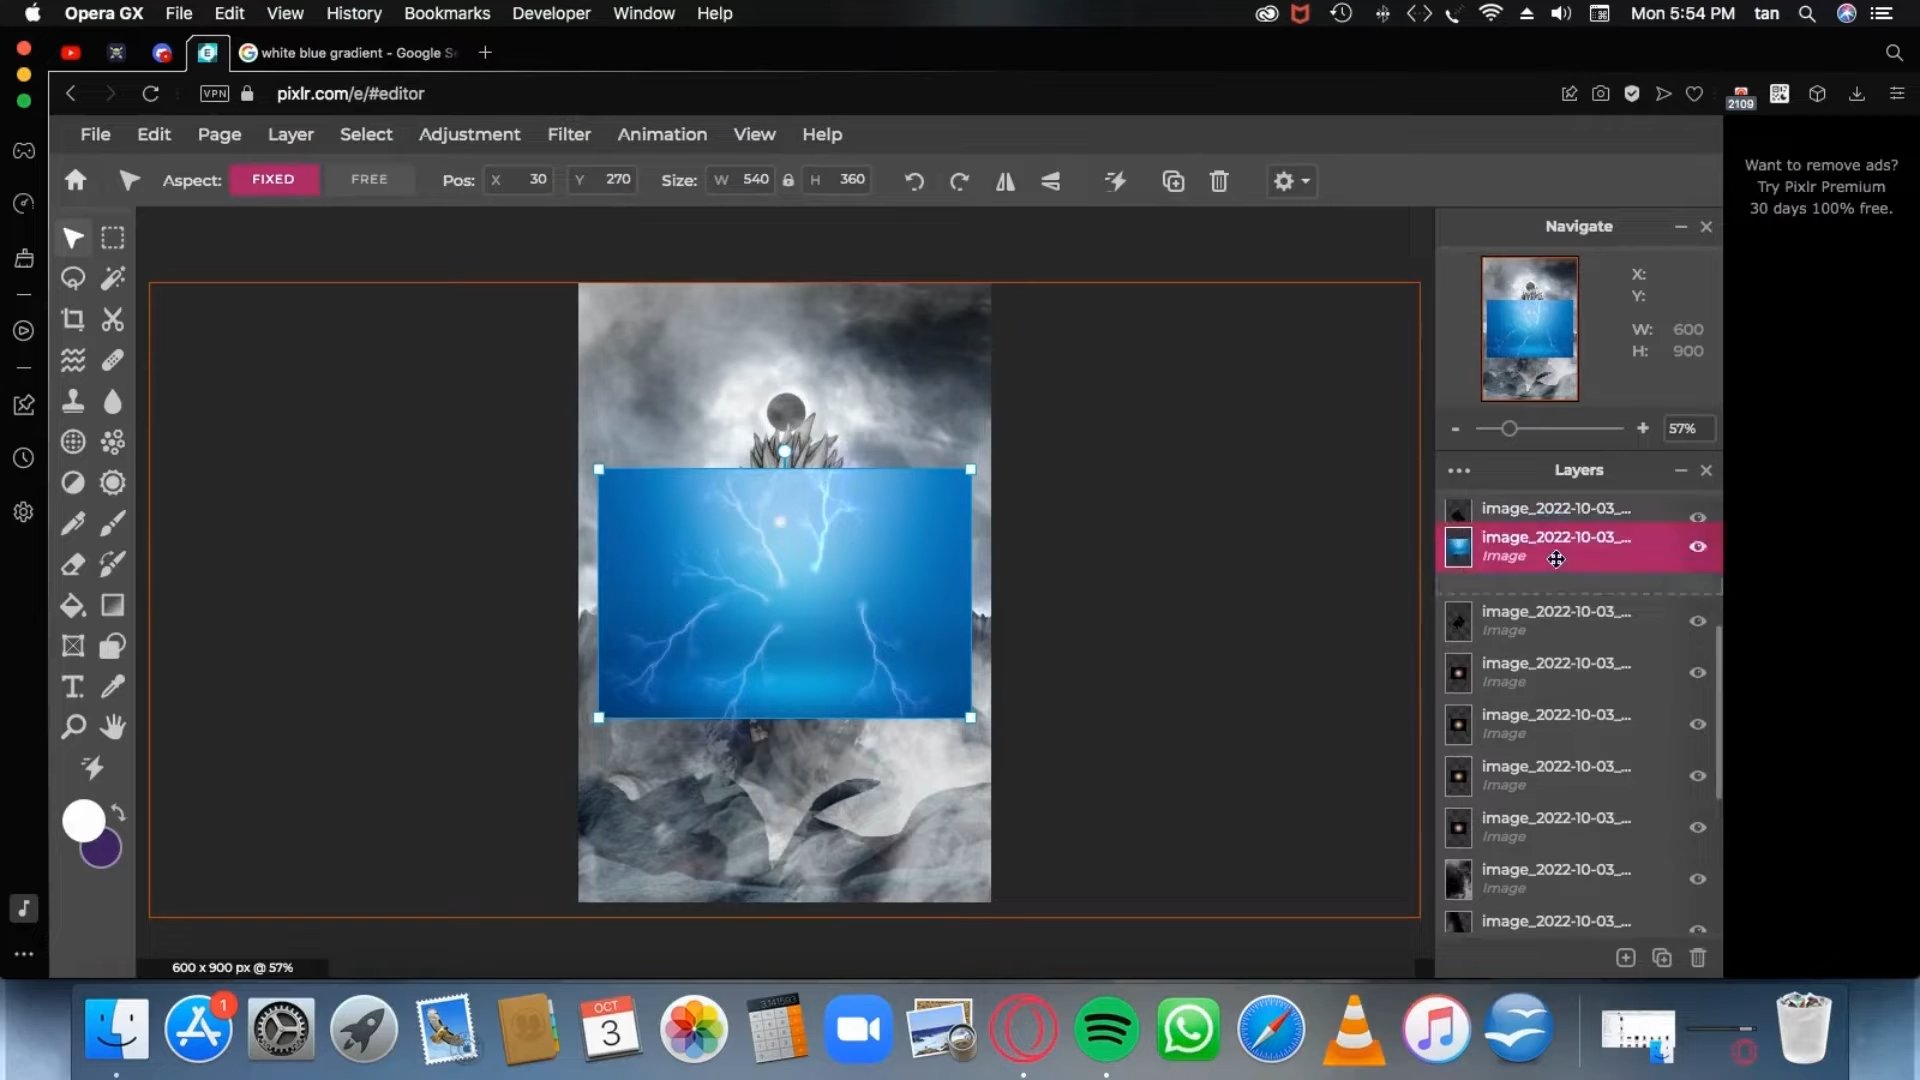 Opera GX File Edit View History Bookmarks Developer Window Help Mon 5:54 PM tan
white blue gradient - Google S
VPN pixlr.com/e/#editor 2109
File Edit Page Layer Select Adjustment Filter Animation View Help
Aspect: FIXED FREE Pos: X 30 Y 270 Size: W 540 H 360
Want to remove ads?
Try Pixlr Premium
30 days 100% free.
Navigate
X:
Y:
W: 600
H: 900
57%
Layers
image_2022-10-03_...
image_2022-10-03_...
Image
image_2022-10-03_...
Image
image_2022-10-03_...
Image
image_2022-10-03_...
Image
image_2022-10-03_...
Image
image_2022-10-03_...
Image
image_2022-10-03_...
Image
image_2022-10-03_...
600 x 900 px @ 57%
1
OCT
3
3.141593